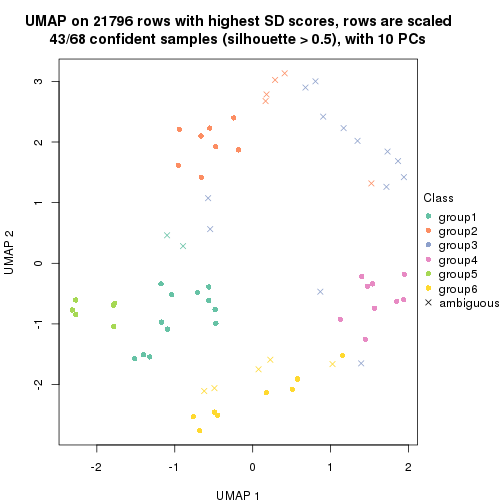 UMAP on 21796 rows with highest SD scores, rows are scaled
43/68 confident samples (silhouette > 0.5), with 10 PCs
3
2
1
0
-1
-2
UMAP 2
-2
-1
0
1
2
UMAP 1
Class
group1
group2
group3
group4
group5
group6
ambiguous